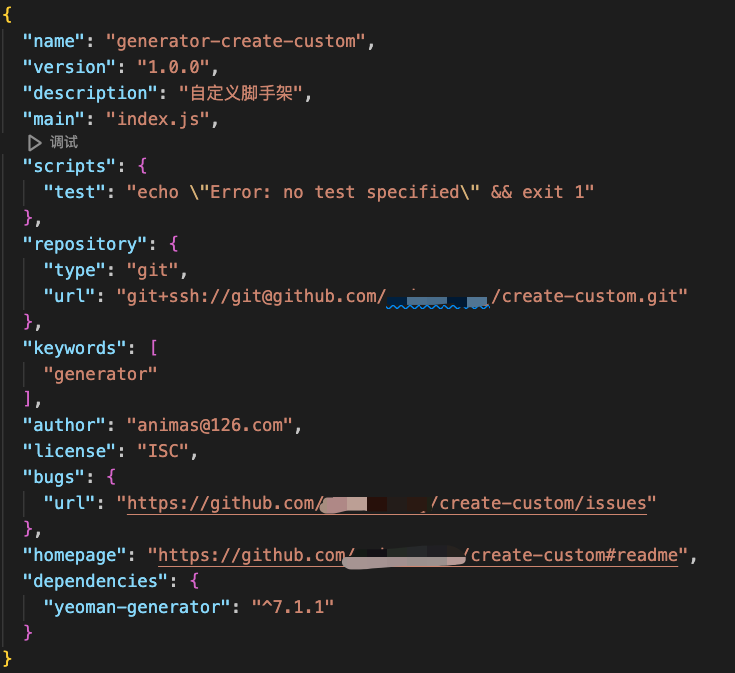 {
"name": "generator-create-custom",
"version": "1.0.0",
"description": "自定义脚手架",
"main": "index.js",
调试
"scripts": {
"test": "echo \"Error: no test specified\" && exit 1"
},
"repository": {
"type": "git",
"url": "git+ssh://git@github.com/ /create-custom.git"
},
"keywords": [
"generator"
],
"author": "animas@126.com",
"license": "ISC",
"bugs": {
"url": "https://github.com/ /create-custom/issues"
},
"homepage": "https://github.com/ /create-custom#readme",
"dependencies": {
"yeoman-generator": "^7.1.1"
}
}